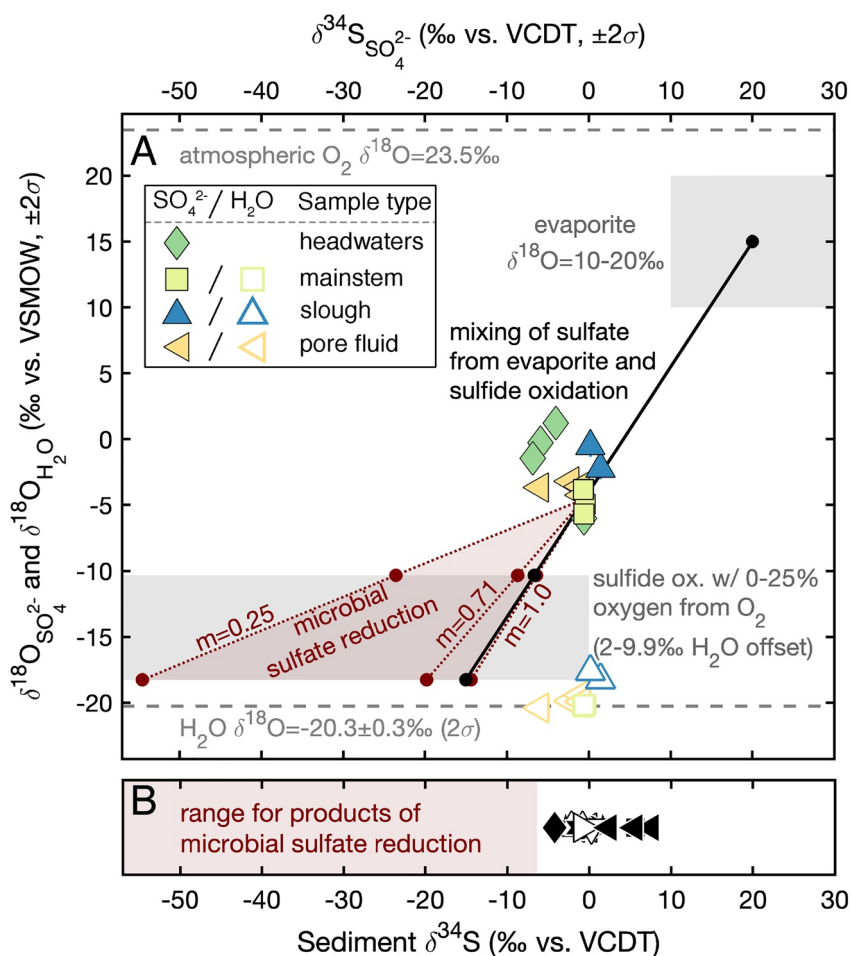 δ³⁴S_SO₄²⁻ (‰ vs. VCDT, ±2σ)
-50 -40 -30 -20 -10 0 10 20 30
A
atmospheric O₂ δ¹⁸O=23.5‰
SO₄²⁻ / H₂O Sample type
headwaters
/ mainstem
/ slough
/ pore fluid
evaporite
δ¹⁸O=10-20‰
mixing of sulfate
from evaporite and
sulfide oxidation
20
15
10
5
0
-5
-10
-15
-20
δ¹⁸O_SO₄²⁻ and δ¹⁸O_H₂O (‰ vs. VSMOW, ±2σ)
m=0.25
microbial
sulfate reduction
m=0.71
m=1.0
sulfide ox. w/ 0-25%
oxygen from O₂
(2-9.9‰ H₂O offset)
H₂O δ¹⁸O=-20.3±0.3‰ (2σ)
B
range for products of
microbial sulfate reduction
-50 -40 -30 -20 -10 0 10 20 30
Sediment δ³⁴S (‰ vs. VCDT)